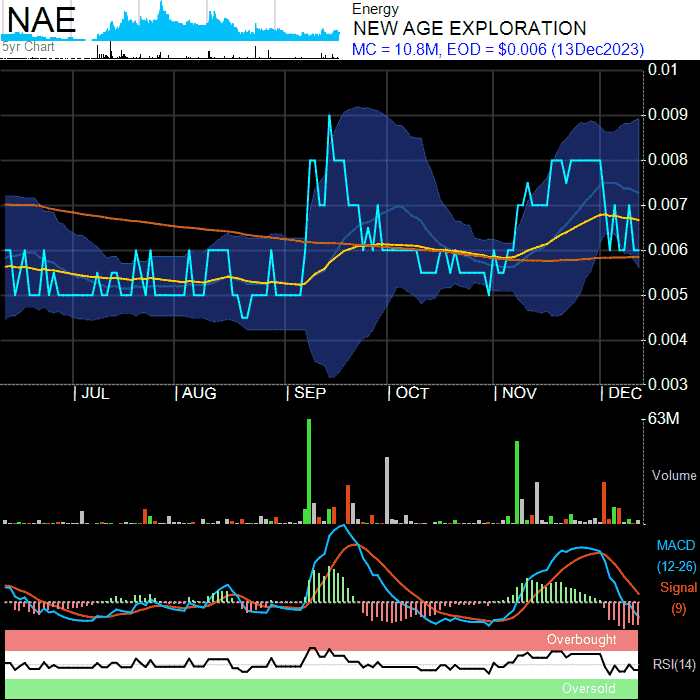 NAE
5yr Chart
Energy
NEW AGE EXPLORATION
MC = 10.8M, EOD = $0.006 (13Dec2023)
0.01
0.009
0.008
0.007
0.006
0.005
0.004
0.003
JUL
AUG
SEP
OCT
NOV
DEC
63M
Volume
MACD
(12-26)
Signal
(9)
Overbought
RSI(14)
Oversold